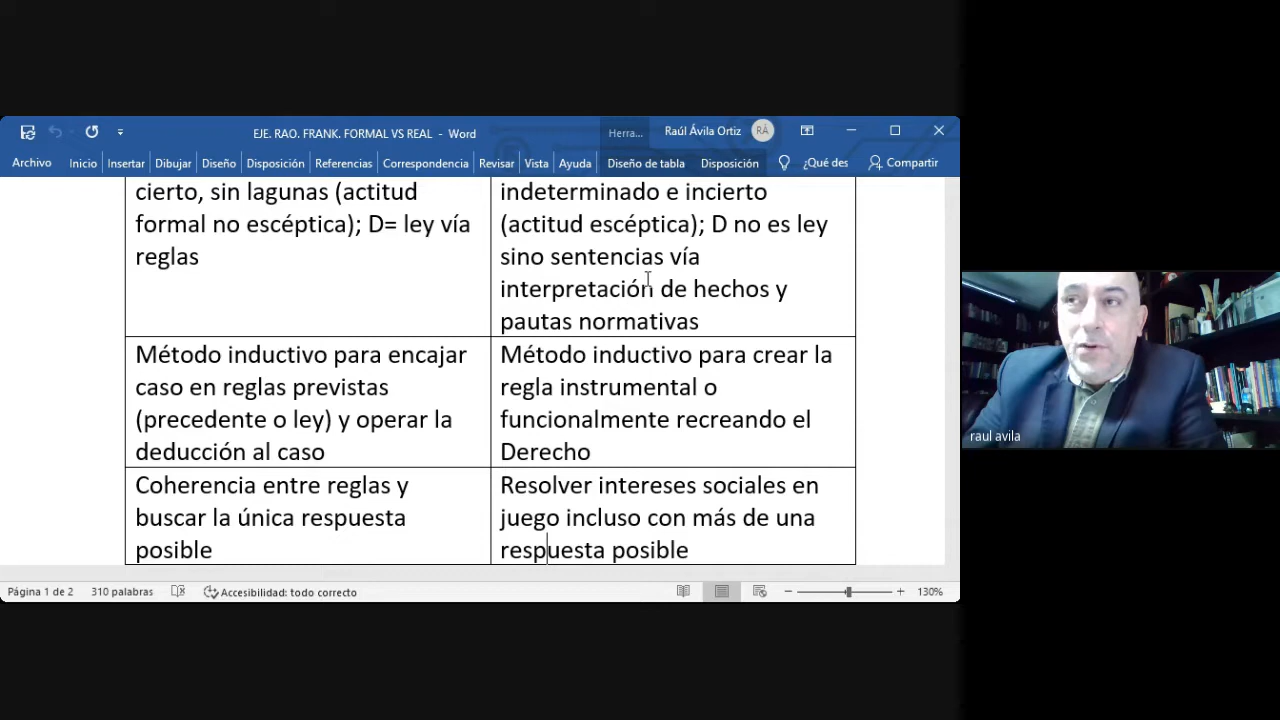 EJE. RAO. FRANK. FORMAL VS REAL - Word
Herra...
Raúl Ávila Ortiz
RÁ
Archivo
Inicio
Insertar
Dibujar
Diseño
Disposición
Referencias
Correspondencia
Revisar
Vista
Ayuda
Diseño de tabla
Disposición
¿Qué des
Compartir
cierto, sin lagunas (actitud
formal no escéptica); D= ley vía
reglas
indeterminado e incierto
(actitud escéptica); D no es ley
sino sentencias vía
interpretación de hechos y
pautas normativas
Método inductivo para encajar
caso en reglas previstas
(precedente o ley) y operar la
deducción al caso
Método inductivo para crear la
regla instrumental o
funcionalmente recreando el
Derecho
Coherencia entre reglas y
buscar la única respuesta
posible
Resolver intereses sociales en
juego incluso con más de una
respuesta posible
Página 1 de 2
310 palabras
Accesibilidad: todo correcto
130%
raul avila